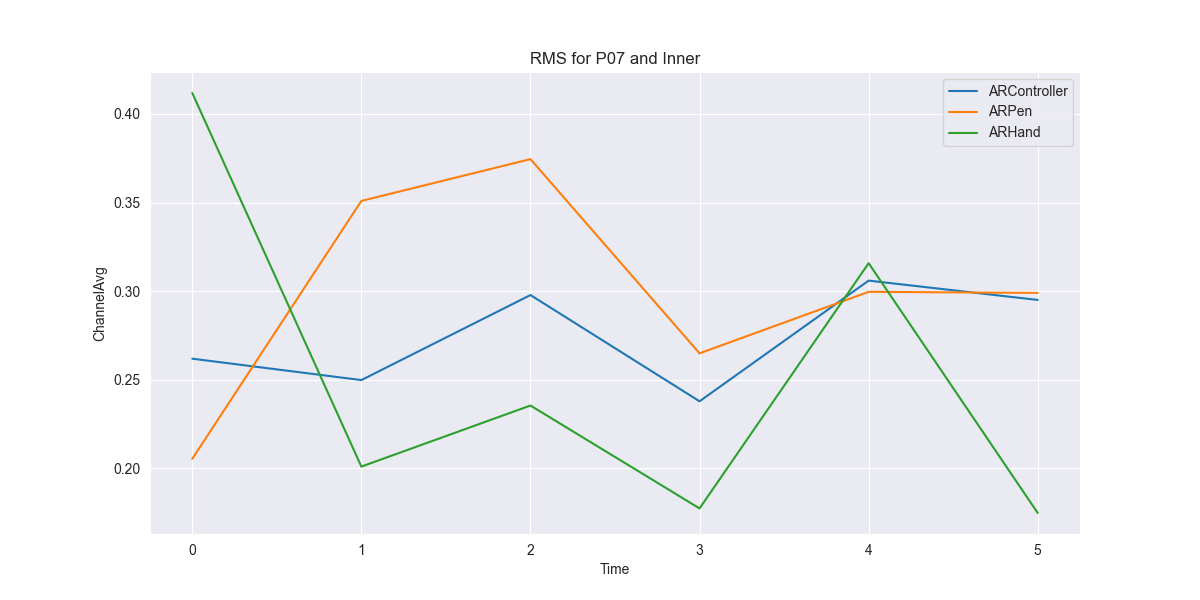 RMS for P07 and Inner
ARController
ARPen
ARHand
ChannelAvg
0.40
0.35
0.30
0.25
0.20
0 1 2 3 4 5
Time